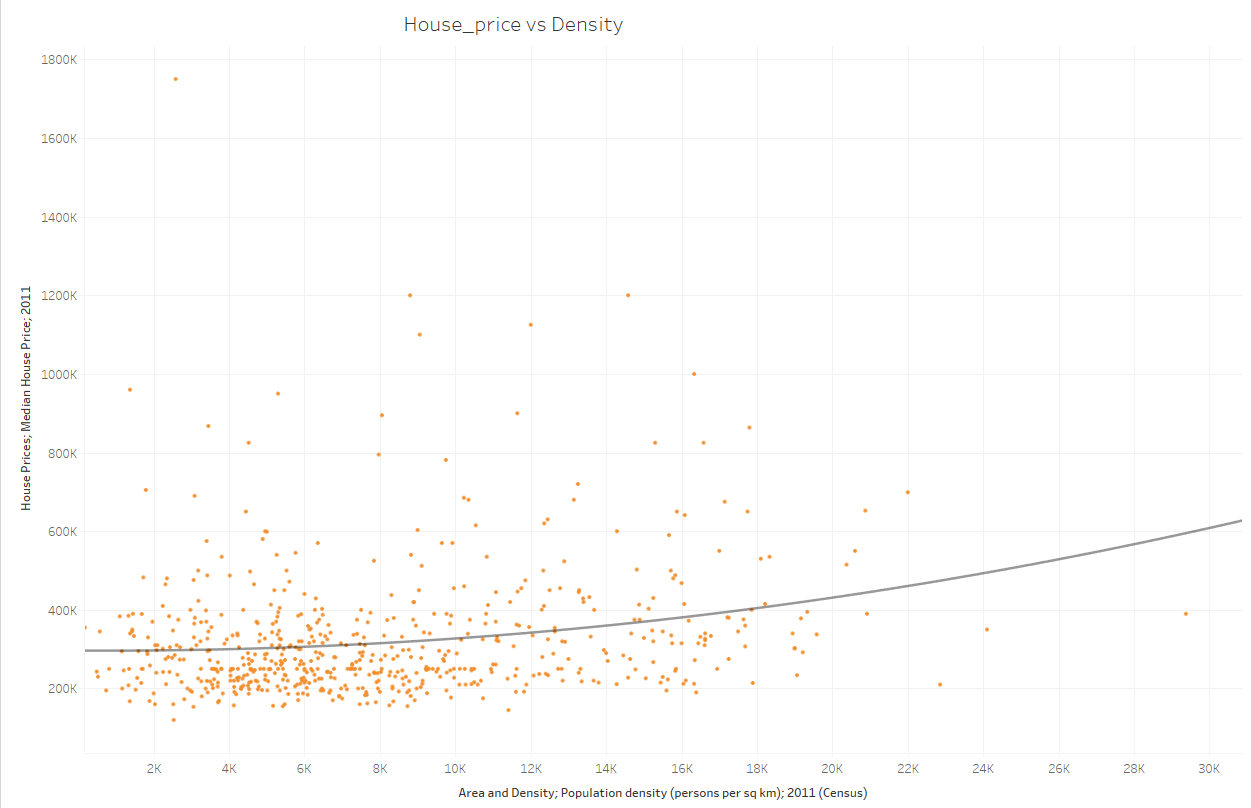 House_price vs Density
1800K
1600K
1400K
1200K
1000K
800K
600K
400K
200K
House Prices; Median House Price; 2011
2K 4K 6K 8K 10K 12K 14K 16K 18K 20K 22K 24K 26K 28K 30K
Area and Density; Population density (persons per sq km); 2011 (Census)